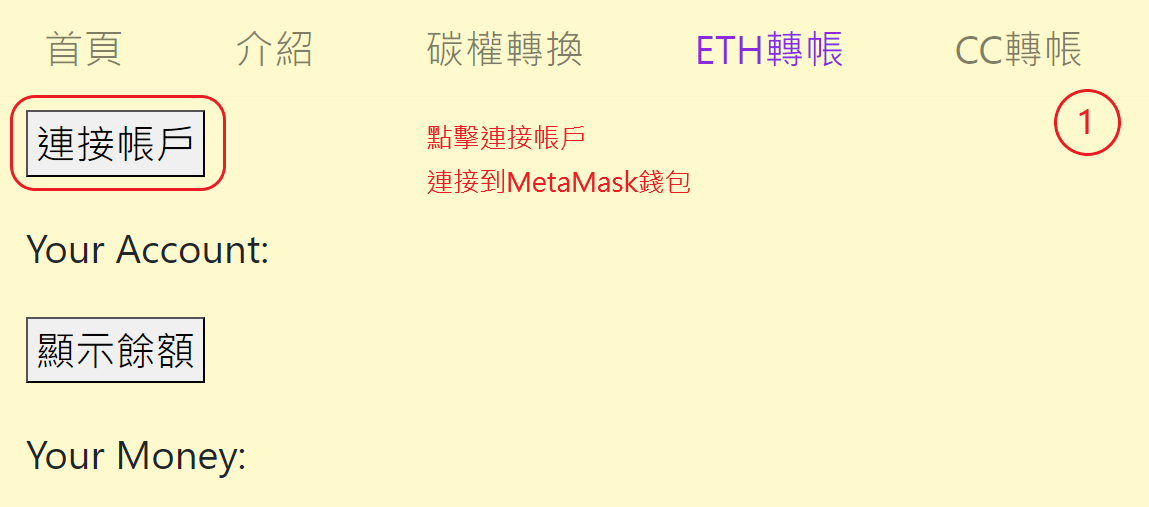 首頁 介紹 碳權轉換 ETH轉帳 CC轉帳
連接帳戶 點擊連接帳戶 1
連接到MetaMask錢包
Your Account:
顯示餘額
Your Money: